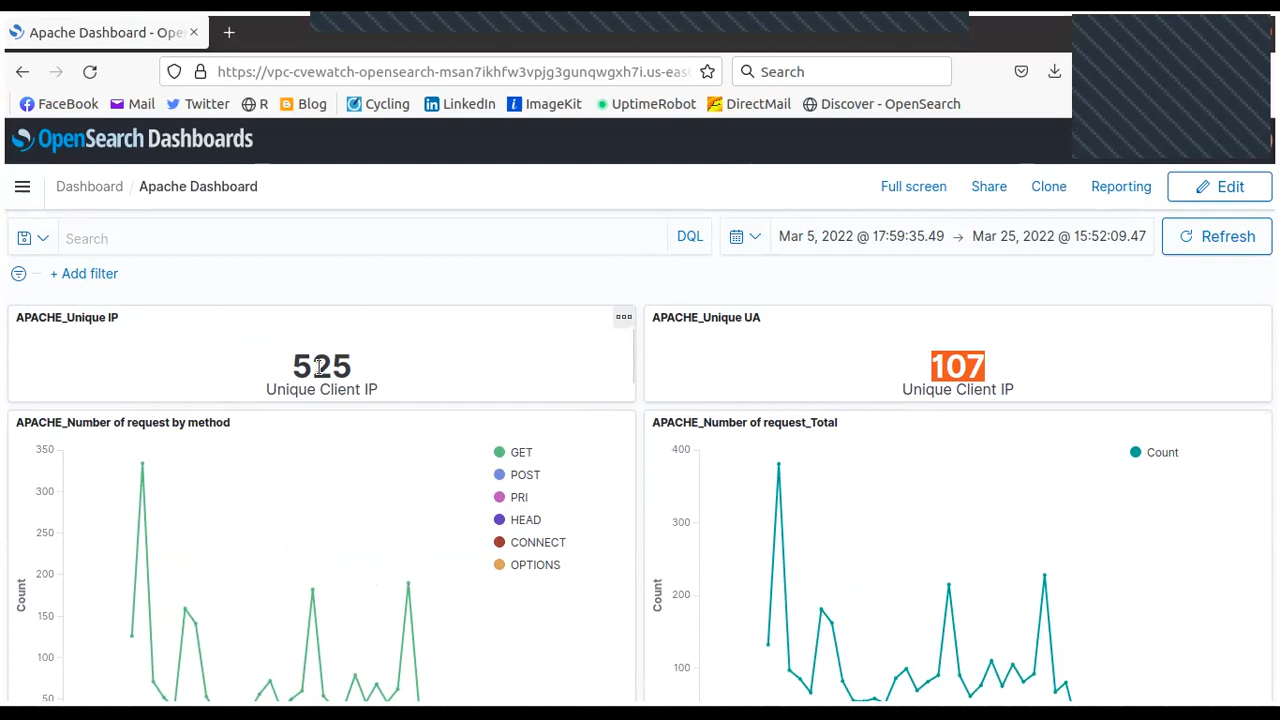 Apache Dashboard - Ope
https://vpc-cvewatch-opensearch-msan7ikhfw3vpjg3gunqwgxh7i.us-eas
Search
FaceBook Mail Twitter R Blog Cycling LinkedIn ImageKit UptimeRobot DirectMail Discover - OpenSearch
OpenSearch Dashboards
Dashboard / Apache Dashboard Full screen Share Clone Reporting Edit
Search DQL Mar 5, 2022 @ 17:59:35.49 → Mar 25, 2022 @ 15:52:09.47 Refresh
+ Add filter
APACHE_Unique IP
525
Unique Client IP
APACHE_Unique UA
107
Unique Client IP
APACHE_Number of request by method
350
300
250
200
150
100
50
Count
GET
POST
PRI
HEAD
CONNECT
OPTIONS
APACHE_Number of request_Total
400
300
200
100
Count
Count